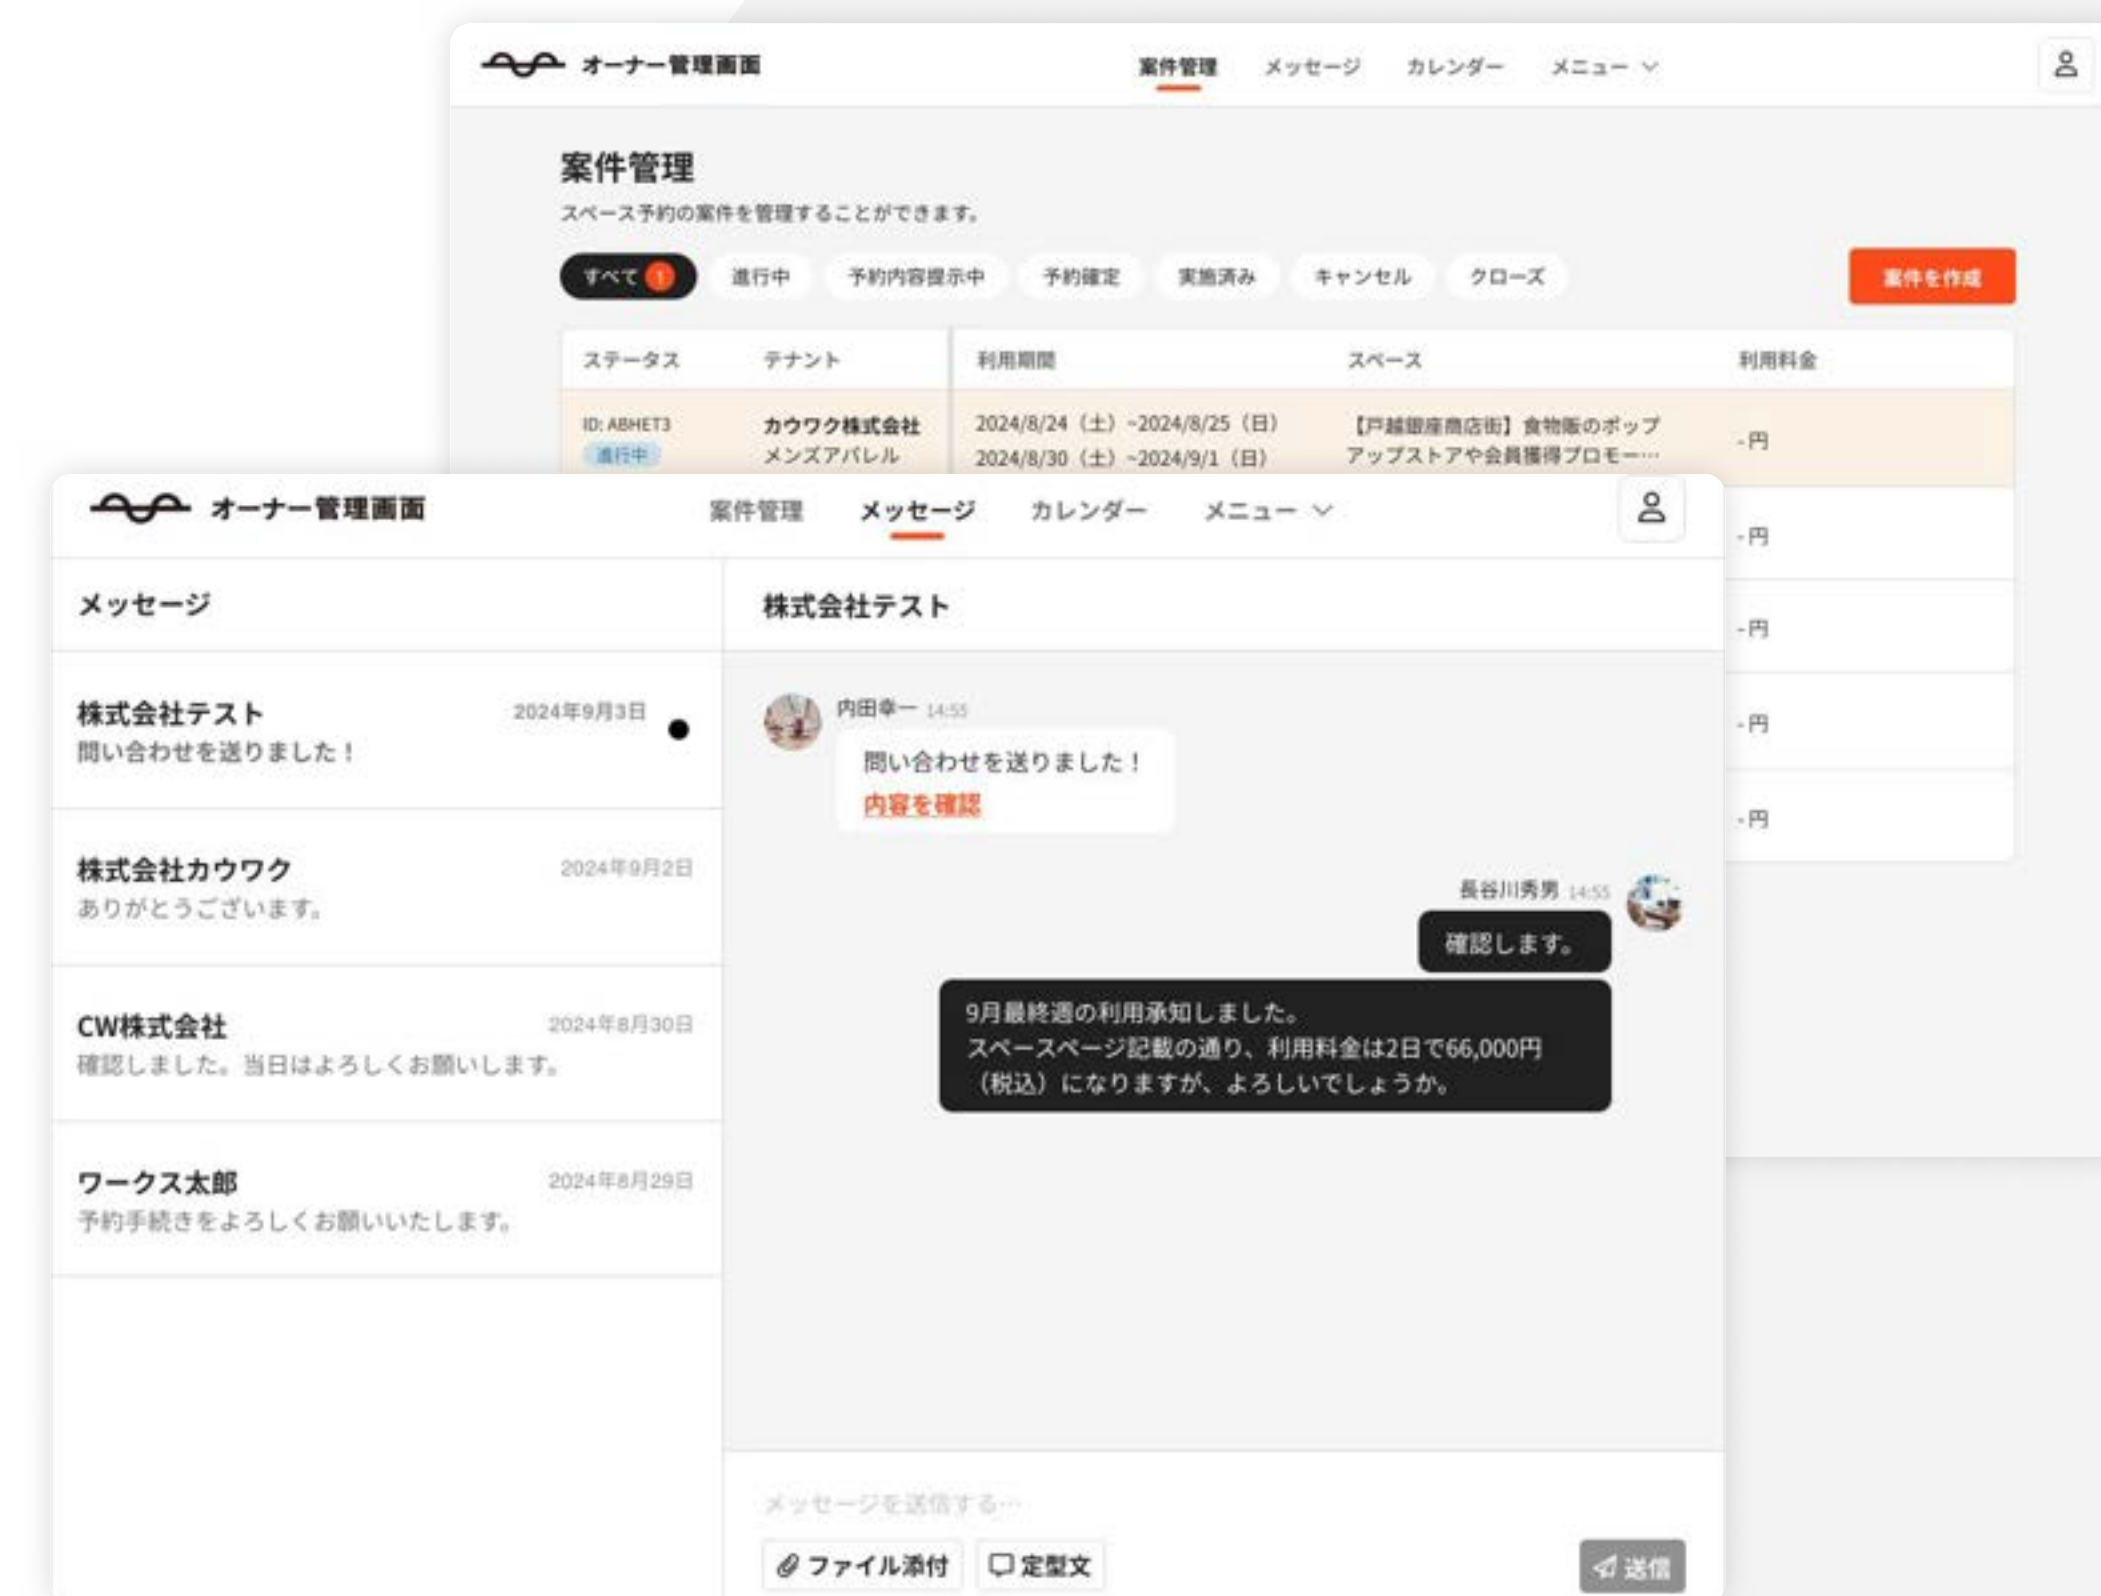 オーナー管理画面
案件管理 メッセージ カレンダー メニュー
案件管理
スペース予約の案件を管理することができます。
すべて 1 進行中 予約内容提示中 予約確定 実施済み キャンセル クローズ 案件を作成
ステータス テナント 利用期間 スペース 利用料金
ID: ABHET3 カウワク株式会社 2024/8/24（土）~2024/8/25（日） 【戸越銀座商店街】食物販のポップ - 円
進行中 メンズアパレル 2024/8/30（土）~2024/9/1（日） アップストアや会員獲得プロモー…
- 円
- 円
- 円
- 円
オーナー管理画面
案件管理 メッセージ カレンダー メニュー
メッセージ
株式会社テスト 2024年9月3日
問い合わせを送りました！
株式会社カウワク 2024年9月2日
ありがとうございます。
CW株式会社 2024年8月30日
確認しました。当日はよろしくお願いします。
ワークス太郎 2024年8月29日
予約手続きをよろしくお願いいたします。
株式会社テスト
内田幸一 14:55
問い合わせを送りました！
内容を確認
長谷川秀男 14:55
確認します。
9月最終週の利用承知しました。
スペースページ記載の通り、利用料金は2日で66,000円
（税込）になりますが、よろしいでしょうか。
メッセージを送信する…
ファイル添付 定型文 送信